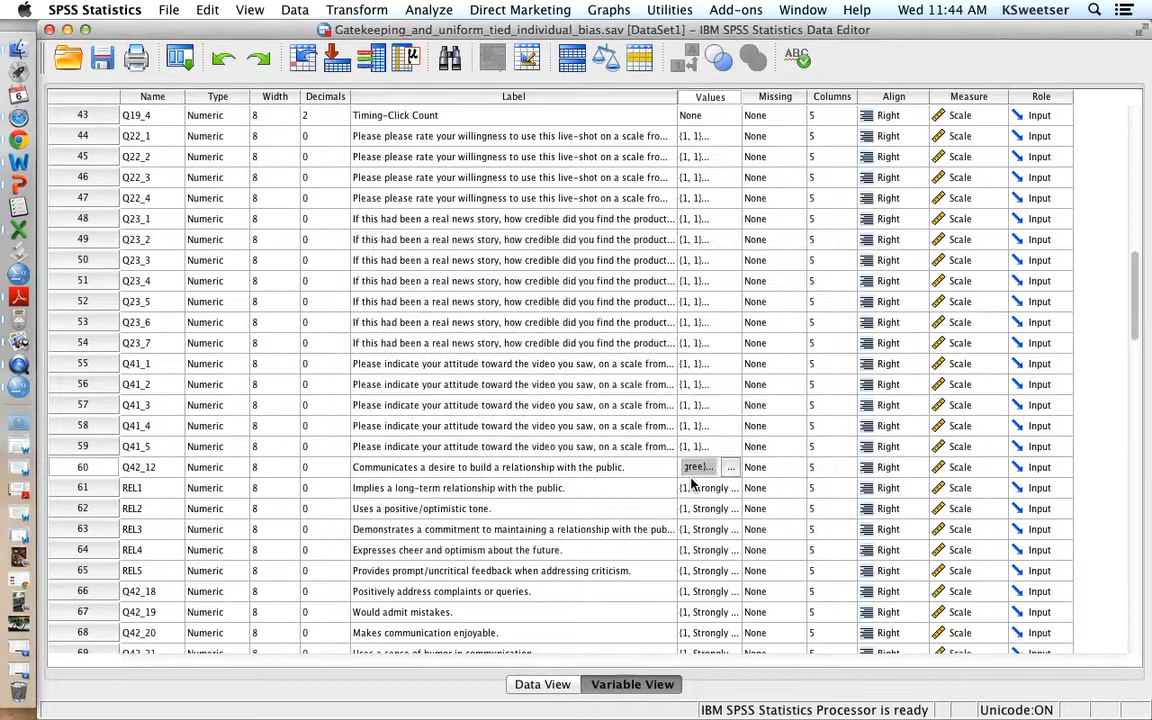 SPSS Statistics File Edit View Data Transform Analyze Direct Marketing Graphs Utilities Add-ons Window Help Wed 11:44 AM KSweetser
Gatekeeping_and_uniform_tied_individual_bias.sav [DataSet1] – IBM SPSS Statistics Data Editor
Name Type Width Decimals Label Values Missing Columns Align Measure Role
43 Q19_4 Numeric 8 2 Timing-Click Count None None 5 Right Scale Input
44 Q22_1 Numeric 8 0 Please please rate your willingness to use this live-shot on a scale fro... {1, 1}... None 5 Right Scale Input
45 Q22_2 Numeric 8 0 Please please rate your willingness to use this live-shot on a scale fro... {1, 1}... None 5 Right Scale Input
46 Q22_3 Numeric 8 0 Please please rate your willingness to use this live-shot on a scale fro... {1, 1}... None 5 Right Scale Input
47 Q22_4 Numeric 8 0 Please please rate your willingness to use this live-shot on a scale fro... {1, 1}... None 5 Right Scale Input
48 Q23_1 Numeric 8 0 If this had been a real news story, how credible did you find the product... {1, 1}... None 5 Right Scale Input
49 Q23_2 Numeric 8 0 If this had been a real news story, how credible did you find the product... {1, 1}... None 5 Right Scale Input
50 Q23_3 Numeric 8 0 If this had been a real news story, how credible did you find the product... {1, 1}... None 5 Right Scale Input
51 Q23_4 Numeric 8 0 If this had been a real news story, how credible did you find the product... {1, 1}... None 5 Right Scale Input
52 Q23_5 Numeric 8 0 If this had been a real news story, how credible did you find the product... {1, 1}... None 5 Right Scale Input
53 Q23_6 Numeric 8 0 If this had been a real news story, how credible did you find the product... {1, 1}... None 5 Right Scale Input
54 Q23_7 Numeric 8 0 If this had been a real news story, how credible did you find the product... {1, 1}... None 5 Right Scale Input
55 Q41_1 Numeric 8 0 Please indicate your attitude toward the video you saw, on a scale from... {1, 1}... None 5 Right Scale Input
56 Q41_2 Numeric 8 0 Please indicate your attitude toward the video you saw, on a scale from... {1, 1}... None 5 Right Scale Input
57 Q41_3 Numeric 8 0 Please indicate your attitude toward the video you saw, on a scale from... {1, 1}... None 5 Right Scale Input
58 Q41_4 Numeric 8 0 Please indicate your attitude toward the video you saw, on a scale from... {1, 1}... None 5 Right Scale Input
59 Q41_5 Numeric 8 0 Please indicate your attitude toward the video you saw, on a scale from... {1, 1}... None 5 Right Scale Input
60 Q42_12 Numeric 8 0 Communicates a desire to build a relationship with the public. gree}... ... None 5 Right Scale Input
61 REL1 Numeric 8 0 Implies a long-term relationship with the public. {1, Strongly ... None 5 Right Scale Input
62 REL2 Numeric 8 0 Uses a positive/optimistic tone. {1, Strongly ... None 5 Right Scale Input
63 REL3 Numeric 8 0 Demonstrates a commitment to maintaining a relationship with the pub... {1, Strongly ... None 5 Right Scale Input
64 REL4 Numeric 8 0 Expresses cheer and optimism about the future. {1, Strongly ... None 5 Right Scale Input
65 REL5 Numeric 8 0 Provides prompt/uncritical feedback when addressing criticism. {1, Strongly ... None 5 Right Scale Input
66 Q42_18 Numeric 8 0 Positively address complaints or queries. {1, Strongly ... None 5 Right Scale Input
67 Q42_19 Numeric 8 0 Would admit mistakes. {1, Strongly ... None 5 Right Scale Input
68 Q42_20 Numeric 8 0 Makes communication enjoyable. {1, Strongly ... None 5 Right Scale Input
69 Q42_21 Numeric 8 0 Uses a sense of humor in communication. {1, Strongly None 5 Right Scale Input
Data View Variable View
IBM SPSS Statistics Processor is ready Unicode:ON